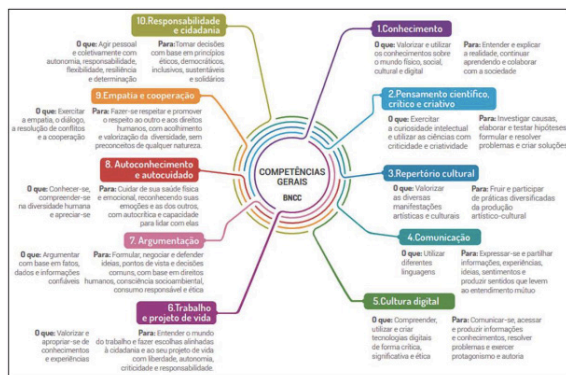 COMPETÊNCIAS
GERAIS
BNCC
1.Conhecimento
O que: Valorizar e utilizar
os conhecimentos sobre
o mundo físico, social,
cultural e digital
Para: Entender e explicar
a realidade, continuar
aprendendo e colaborar
com a sociedade
2.Pensamento científico,
crítico e criativo
O que: Exercitar
a curiosidade intelectual
e utilizar as ciências com
criticidade e criatividade
Para: Investigar causas,
elaborar e testar hipóteses,
formular e resolver
problemas e criar soluções
3.Repertório cultural
O que: Valorizar
as diversas
manifestações
artísticas e culturais
Para: Fruir e participar
de práticas diversificadas
da produção
artístico-cultural
4.Comunicação
O que: Utilizar
diferentes
linguagens
Para: Expressar-se e partilhar
informações, experiências,
ideias, sentimentos e
produzir sentidos que levem
ao entendimento mútuo
5.Cultura digital
O que: Compreender,
utilizar e criar
tecnologias digitais
de forma crítica,
significativa e ética
Para: Comunicar-se, acessar
e produzir informações
e conhecimentos, resolver
problemas e exercer
protagonismo e autoria
6.Trabalho
e projeto de vida
O que: Valorizar e
apropriar-se de
conhecimentos
e experiências
Para: Entender o mundo
do trabalho e fazer escolhas alinhadas
à cidadania e ao seu projeto de vida
com liberdade, autonomia,
criticidade e responsabilidade.
7. Argumentação
O que: Argumentar
com base em fatos,
dados e informações
confiáveis
Para: Formular, negociar e defender
ideias, pontos de vista e decisões
comuns, com base em direitos
humanos, consciência socioambiental,
consumo responsável e ética
8. Autoconhecimento
e autocuidado
O que: Conhecer-se,
compreender-se
na diversidade humana
e apreciar-se
Para: Cuidar de sua saúde física
e emocional, reconhecendo suas
emoções e as dos outros,
com autocrítica e capacidade
para lidar com elas
9.Empatia e cooperação
O que: Exercitar
a empatia, o diálogo,
a resolução de conflitos
e a cooperação
Para: Fazer-se respeitar e promover
o respeito ao outro e aos direitos
humanos, com acolhimento
e valorização da diversidade, sem
preconceitos de qualquer natureza.
10.Responsabilidade
e cidadania
O que: Agir pessoal
e coletivamente com
autonomia, responsabilidade,
flexibilidade, resiliência
e determinação
Para: Tomar decisões
com base em princípios
éticos, democráticos,
inclusivos, sustentáveis
e solidários